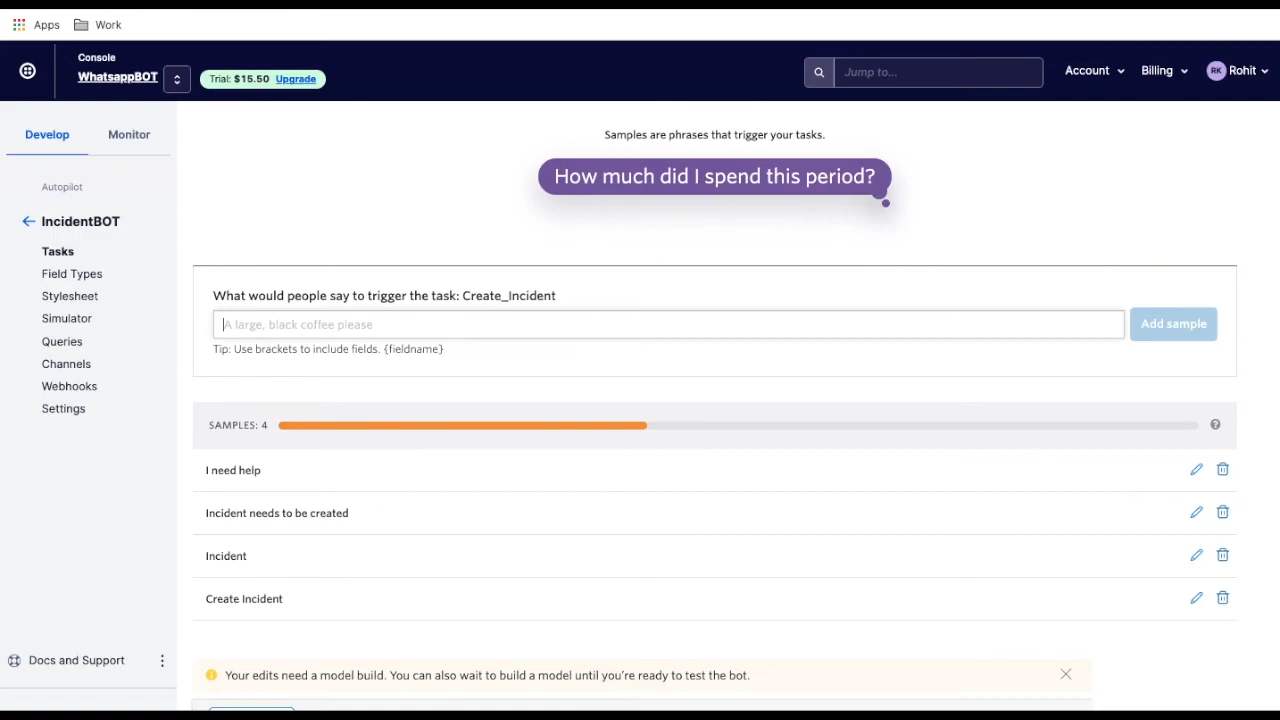 Apps Work
Console
WhatsappBOT
Trial: $15.50 Upgrade
Jump to...
Account Billing RK Rohit
Develop Monitor
Autopilot
IncidentBOT
Tasks
Field Types
Stylesheet
Simulator
Queries
Channels
Webhooks
Settings
Docs and Support
Samples are phrases that trigger your tasks.
How much did I spend this period?
What would people say to trigger the task: Create_Incident
A large, black coffee please
Add sample
Tip: Use brackets to include fields. {fieldname}
SAMPLES: 4
I need help
Incident needs to be created
Incident
Create Incident
Your edits need a model build. You can also wait to build a model until you're ready to test the bot.